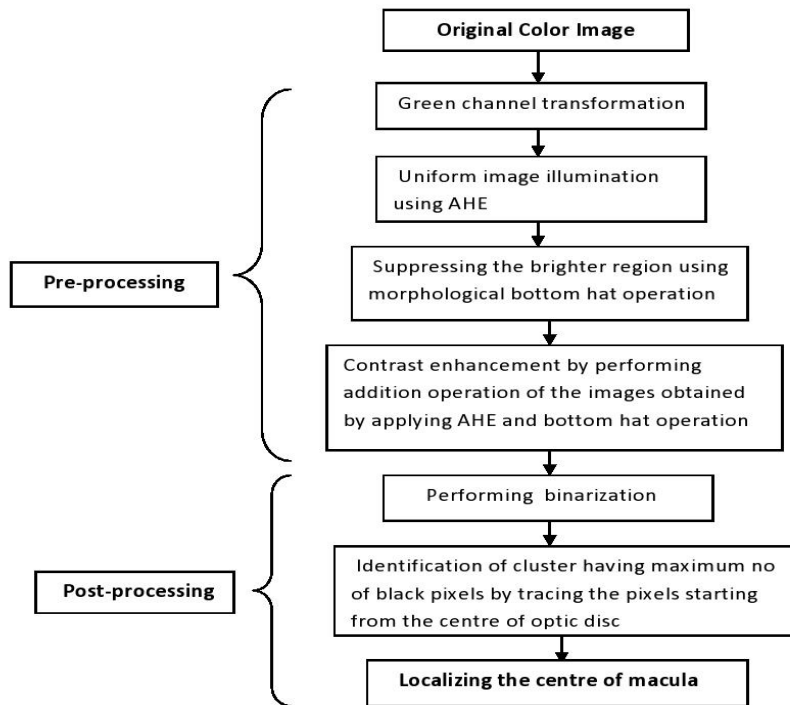 Original Color Image
Green channel transformation
Uniform image illumination
using AHE
Suppressing the brighter region using
morphological bottom hat operation
Pre-processing
Contrast enhancement by performing
addition operation of the images obtained
by applying AHE and bottom hat operation
Performing binarization
Identification of cluster having maximum no
of black pixels by tracing the pixels starting
from the centre of optic disc
Post-processing
Localizing the centre of macula